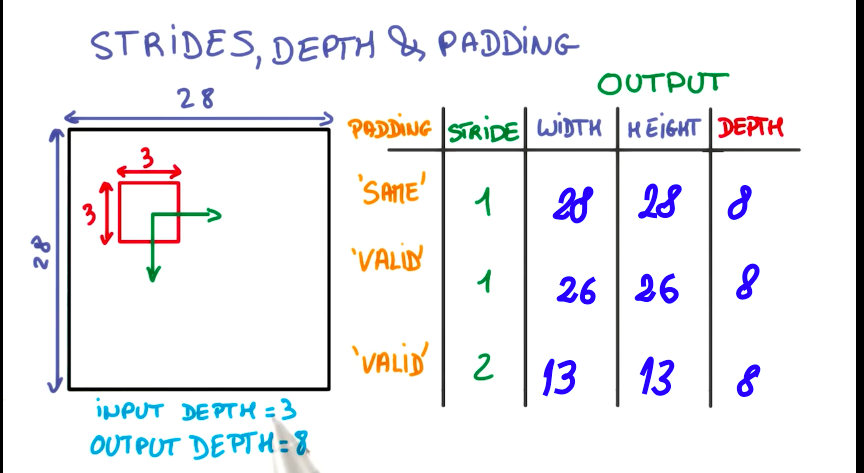 STRIDES, DEPTH & PADDING
OUTPUT
28
PADDING STRIDE WIDTH HEIGHT DEPTH
3
3
28
'SAME' 1 28 28 8
'VALID' 1 26 26 8
'VALID' 2 13 13 8
INPUT DEPTH = 3
OUTPUT DEPTH = 8